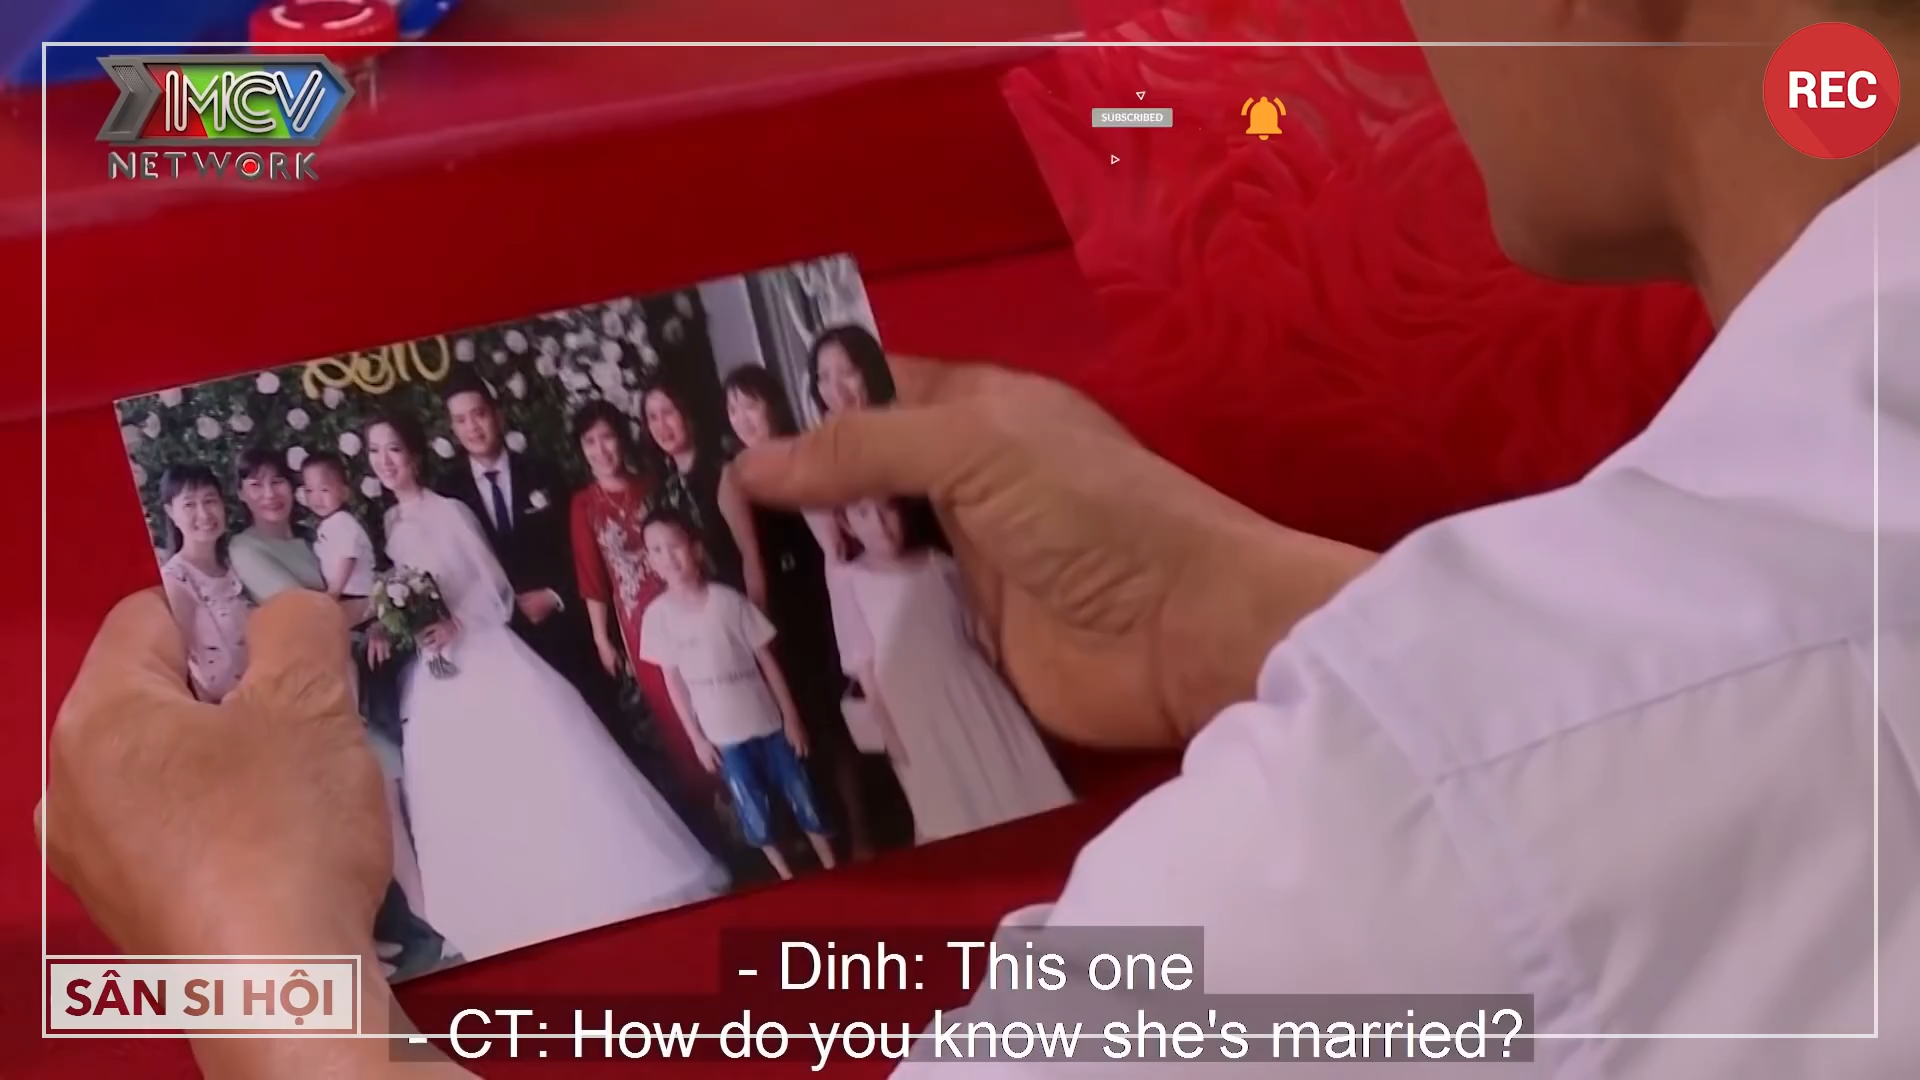 MCV
NETWORK
SUBSCRIBED
REC
- Dinh: This one
SÂN SI HỘI
- CT: How do you know she's married?